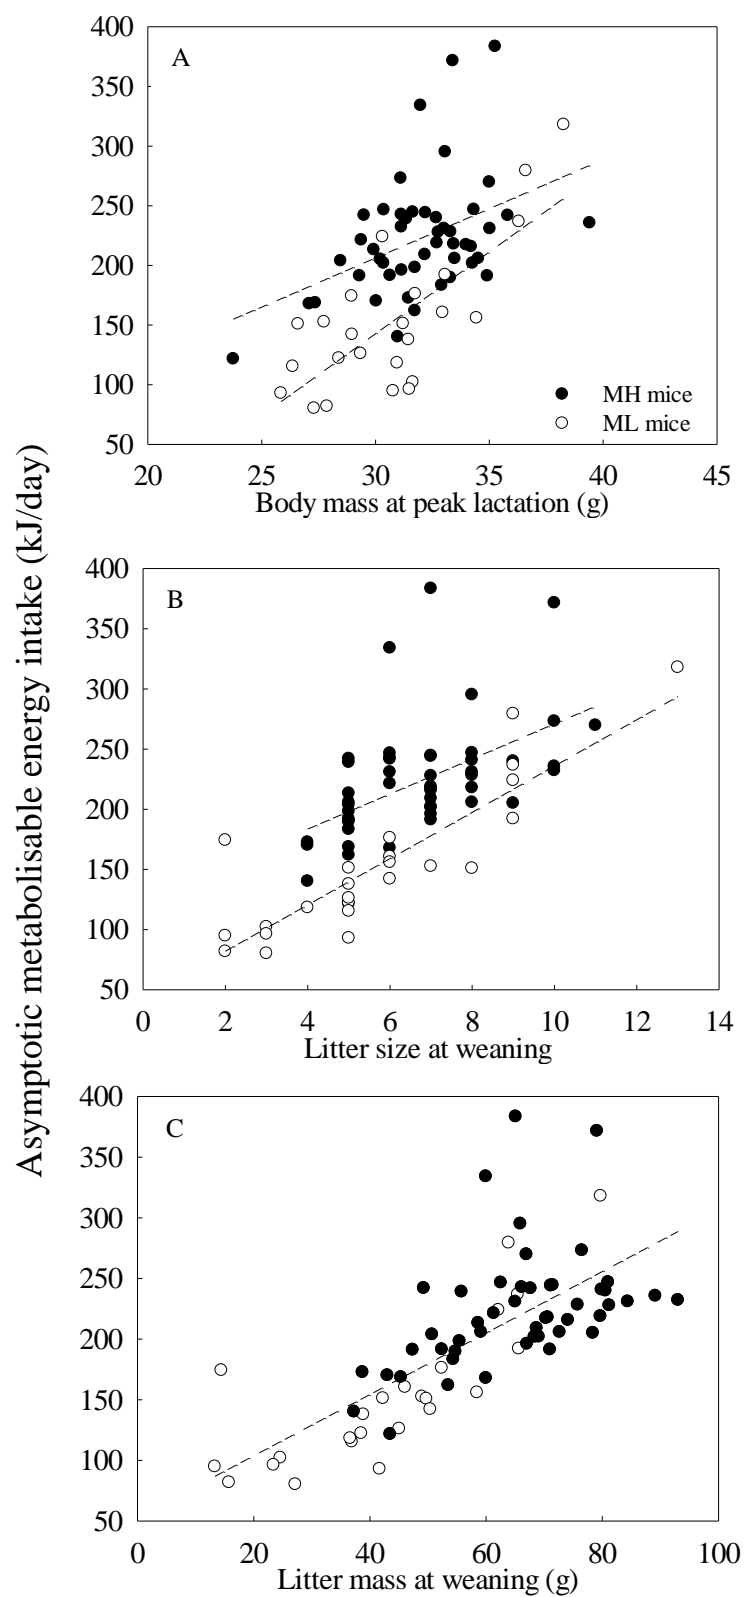 Asymptotic metabolisable energy intake (kJ/day)
400
A
350
300
250
200
150
100
MH mice
ML mice
50
20 25 30 35 40 45
Body mass at peak lactation (g)
400
B
350
300
250
200
150
100
50
0 2 4 6 8 10 12 14
Litter size at weaning
400
C
350
300
250
200
150
100
50
0 20 40 60 80 100
Litter mass at weaning (g)